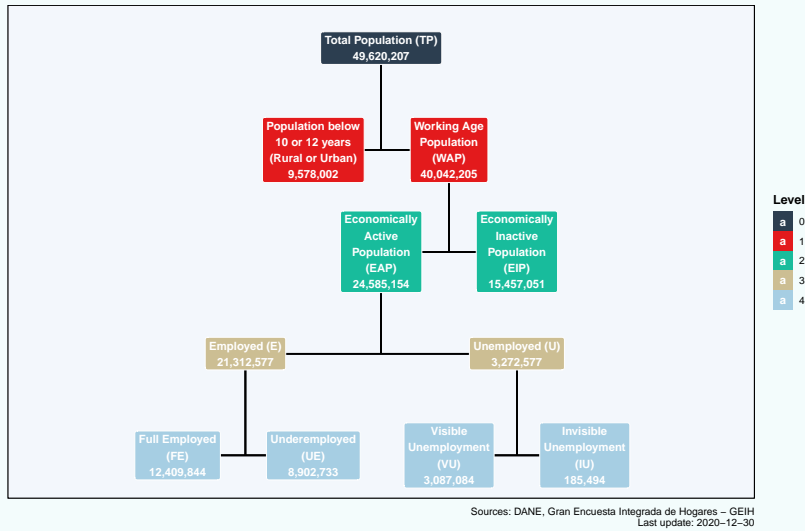 Total Population (TP)
49,620,207
Population below
10 or 12 years
(Rural or Urban)
9,578,002
Working Age
Population
(WAP)
40,042,205
Economically
Active
Population
(EAP)
24,585,154
Economically
Inactive
Population
(EIP)
15,457,051
Employed (E)
21,312,577
Unemployed (U)
3,272,577
Full Employed
(FE)
12,409,844
Underemployed
(UE)
8,902,733
Visible
Unemployment
(VU)
3,087,084
Invisible
Unemployment
(IU)
185,494
Level
a 0
a 1
a 2
a 3
a 4
Sources: DANE, Gran Encuesta Integrada de Hogares − GEIH
Last update: 2020−12−30